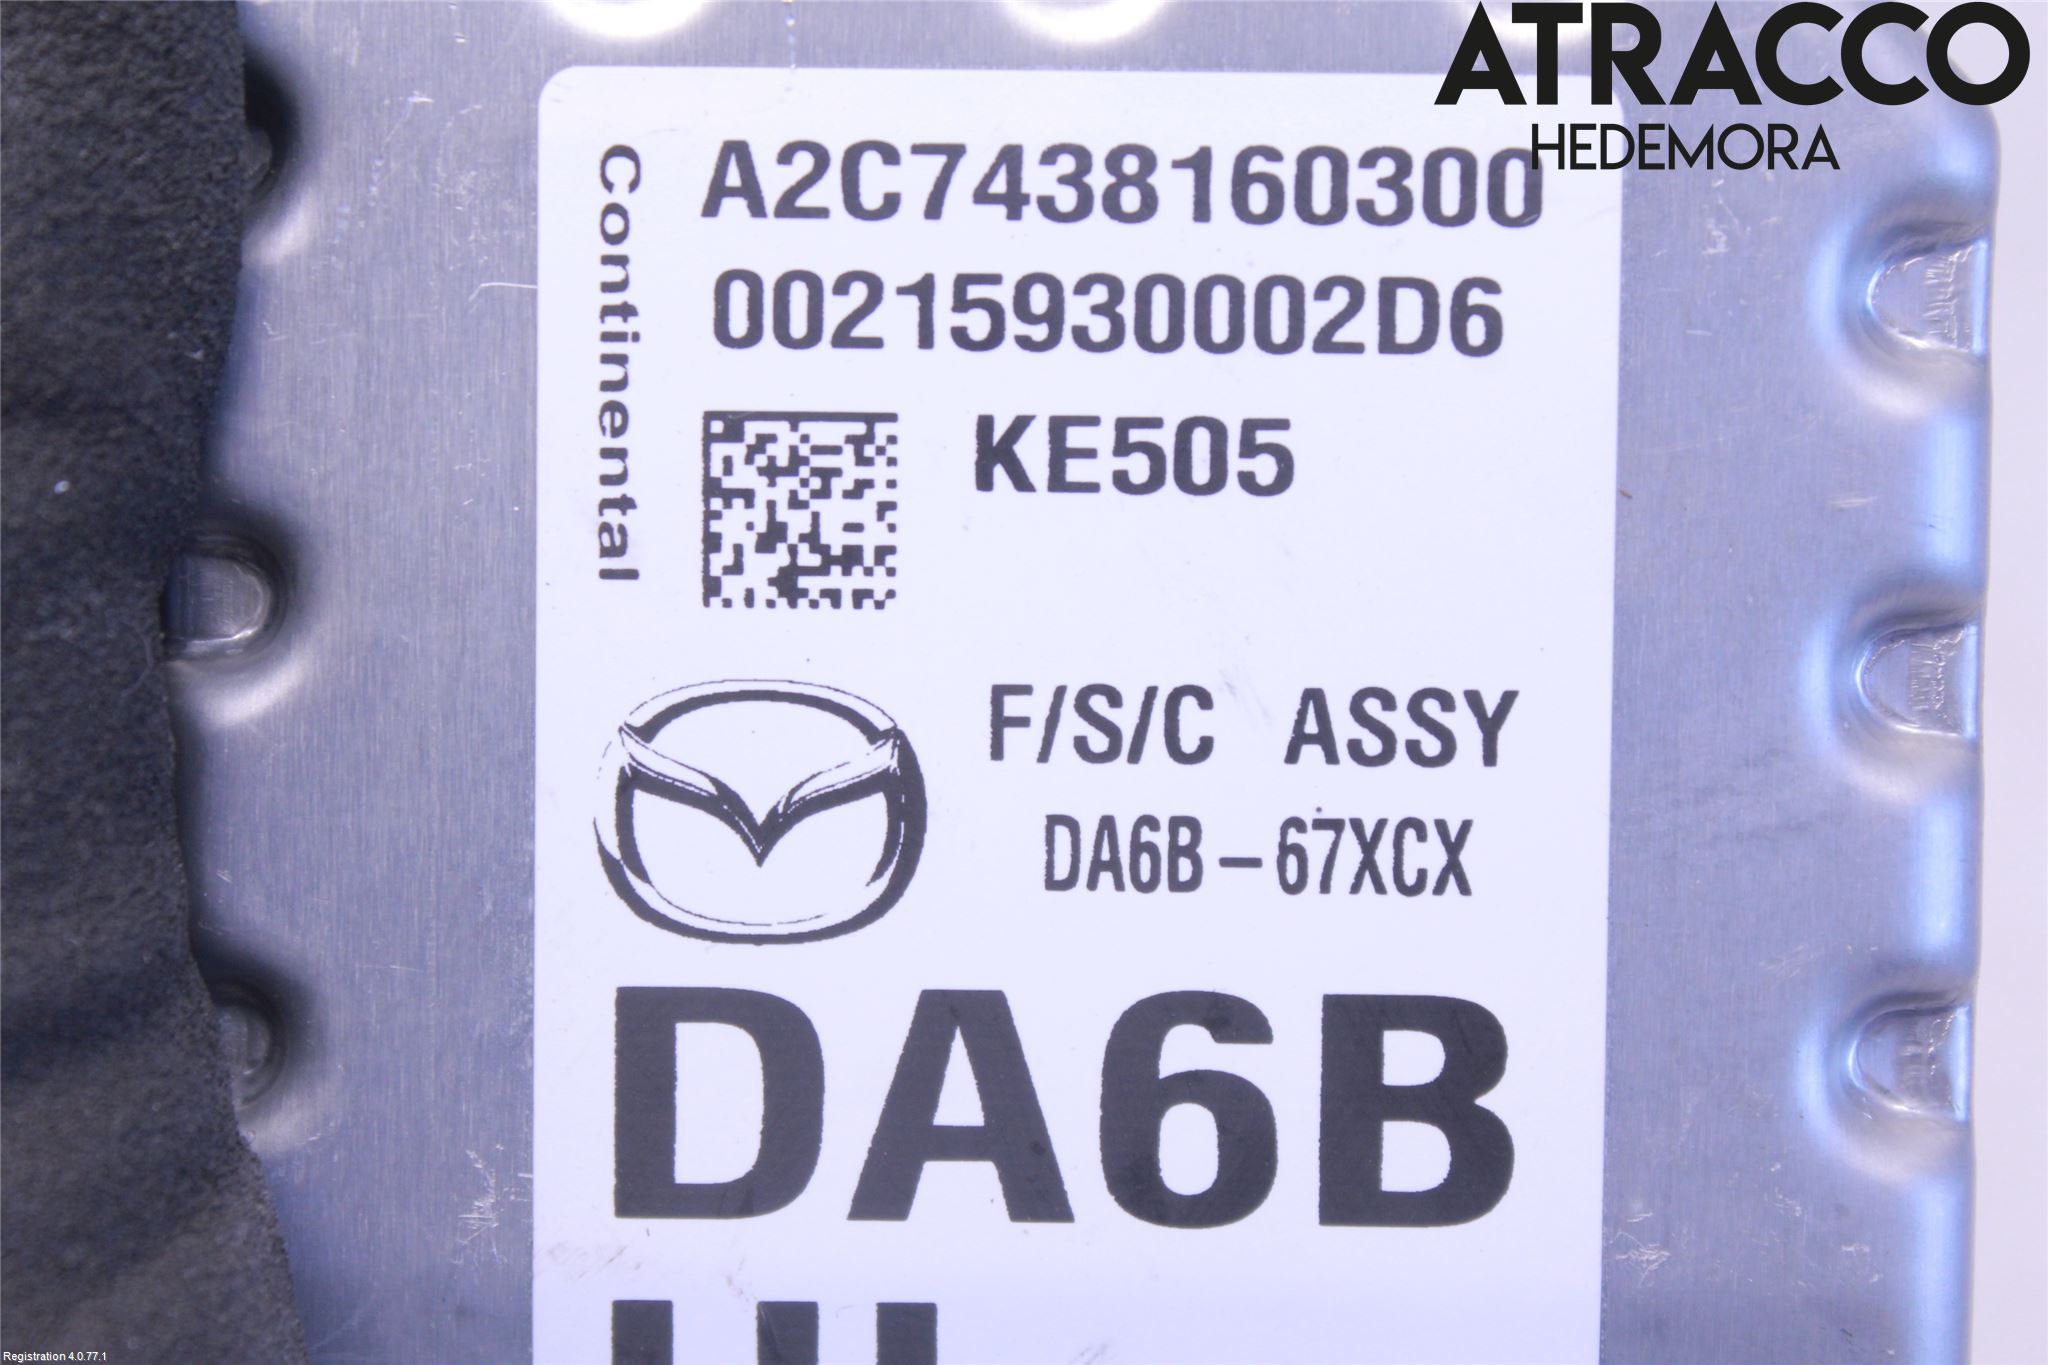 ATRACCO
HEDEMORA
Continental
A2C7438160300
00215930002D6
KE505
F/S/C ASSY
DA6B-67XCX
DA6B
Registration 4.0.77.1